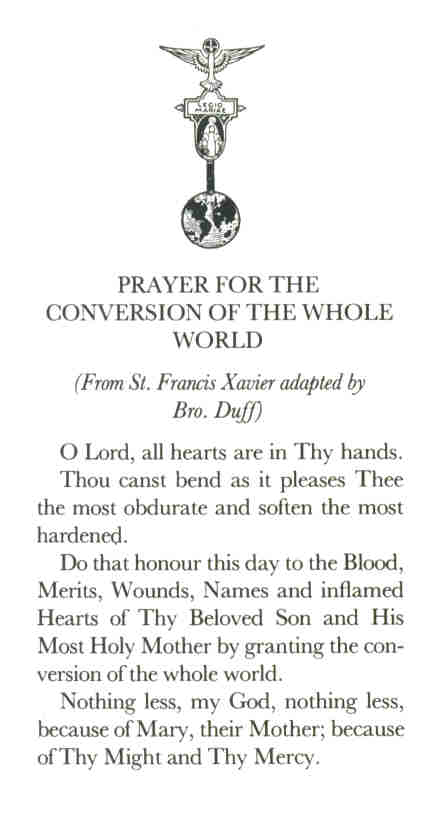 LEGIO
MARIAE
PRAYER FOR THE
CONVERSION OF THE WHOLE
WORLD
(From St. Francis Xavier adapted by
Bro. Duff)
O Lord, all hearts are in Thy hands.
Thou canst bend as it pleases Thee
the most obdurate and soften the most
hardened.
Do that honour this day to the Blood,
Merits, Wounds, Names and inflamed
Hearts of Thy Beloved Son and His
Most Holy Mother by granting the con-
version of the whole world.
Nothing less, my God, nothing less,
because of Mary, their Mother; because
of Thy Might and Thy Mercy.